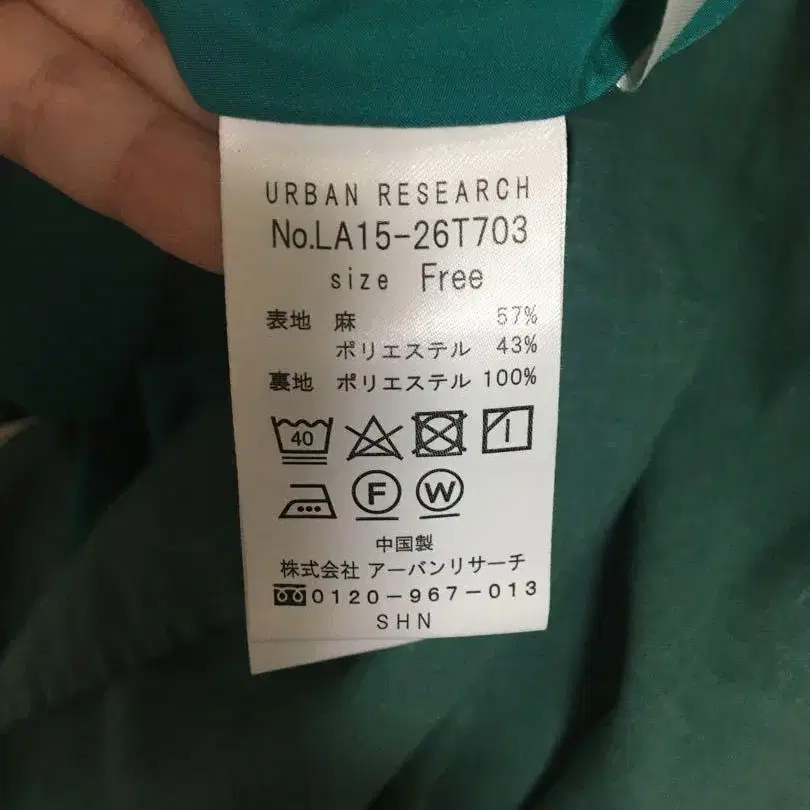 URBAN RESEARCH
No.LA15-26T703
size Free
表地 麻 57%
ポリエステル 43%
裏地 ポリエステル 100%
40
F W
中国製
株式会社 アーバンリサーチ
0120-967-013
SHN